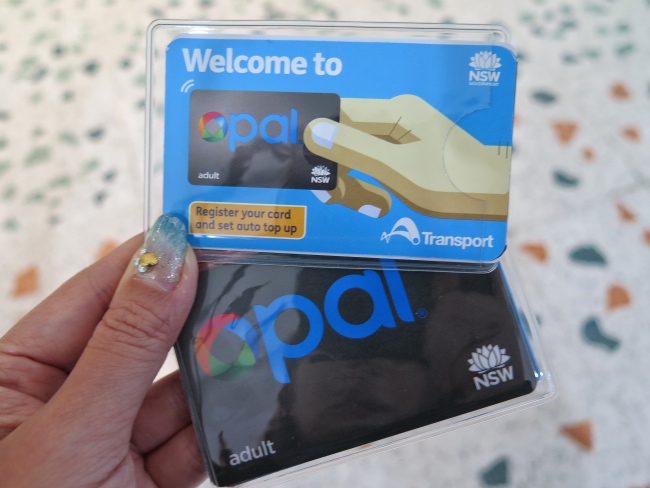 Welcome to
NSW
GOVERNMENT
opal
adult
NSW
Register your card
and set auto top up
Transport
opal®
NSW
adult